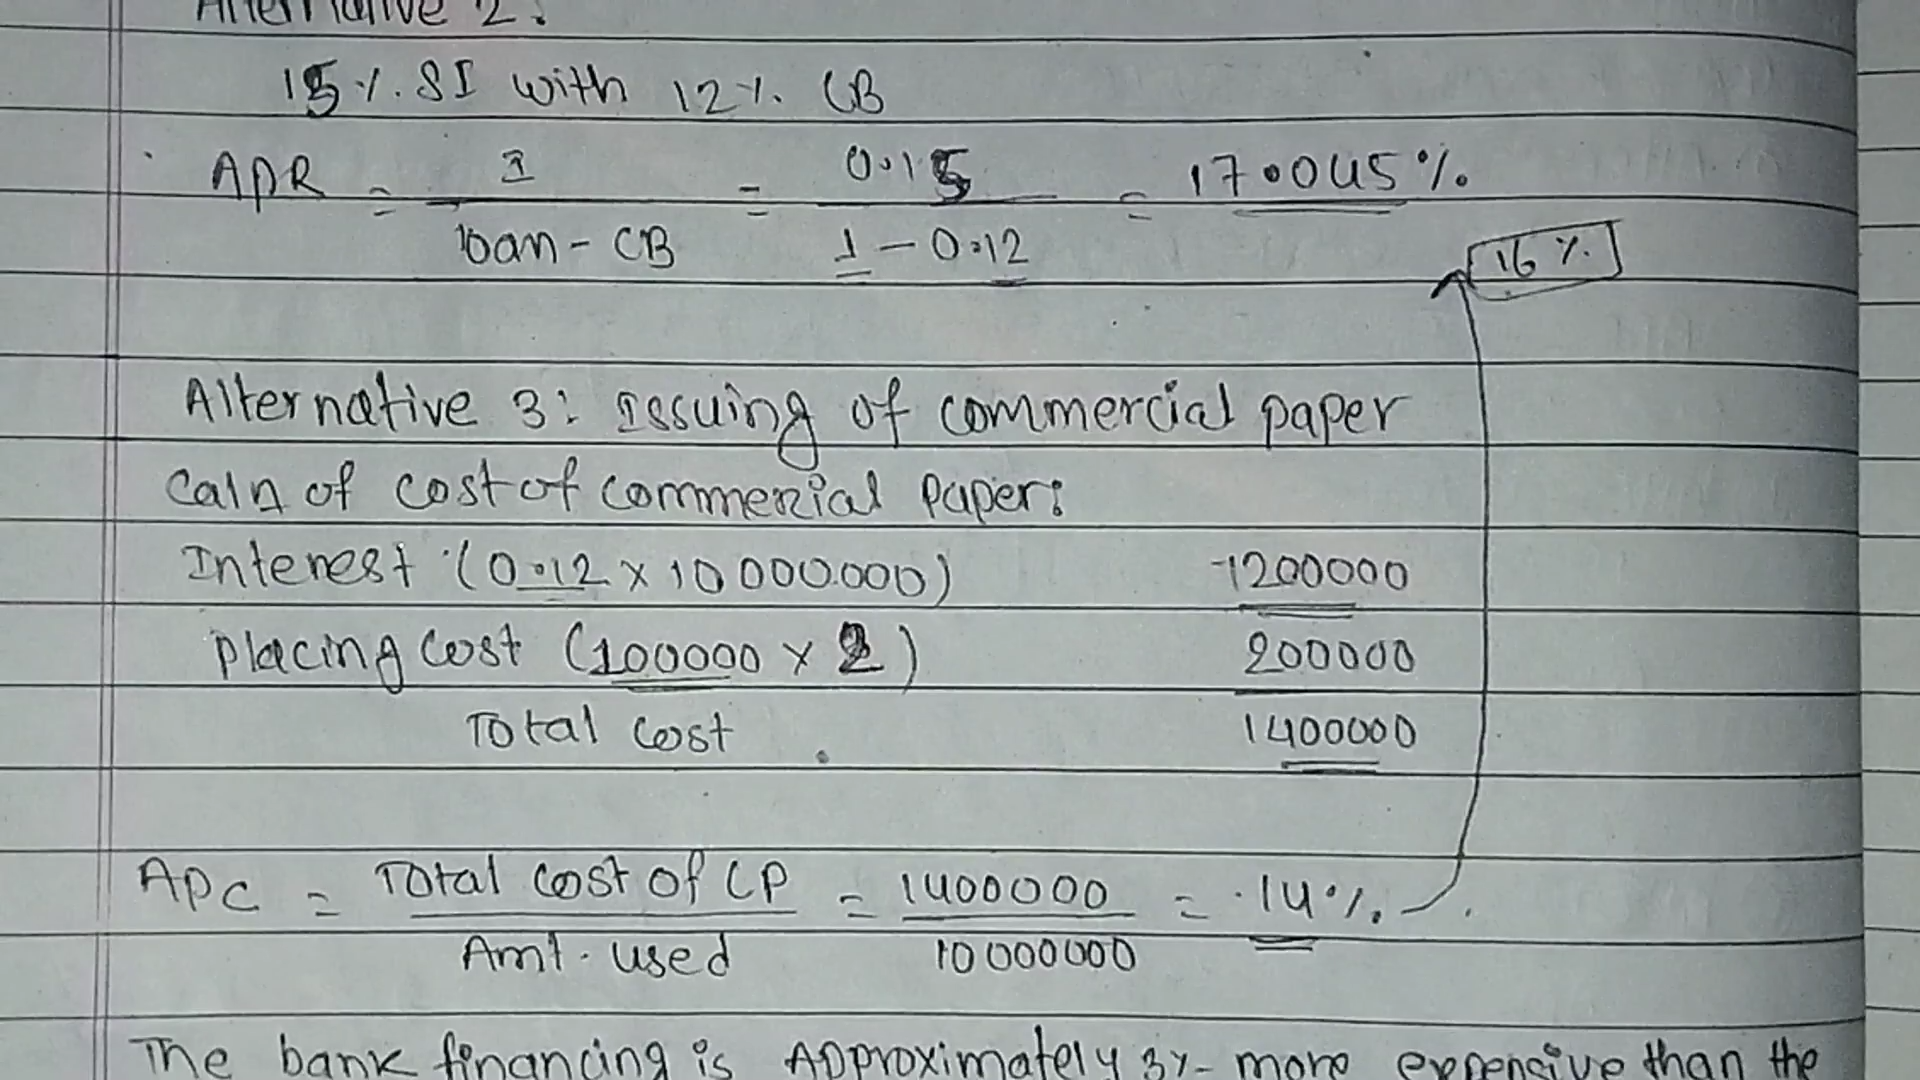 Alternative 2:
15%. SI with 12%. CB
APR = I / loan - CB = 0.15 / 1 - 0.12 = 17.045%.
16%.
Alternative 3: Issuing of commercial paper
Caln of cost of commercial paper:
Interest (0.12 x 10000000) 1200000
placing cost (100000 x 2) 200000
Total cost 1400000
APC = Total cost of CP / Amt. used = 1400000 / 10000000 = 14%.
The bank financing is Approximately 3%- more expensive than the